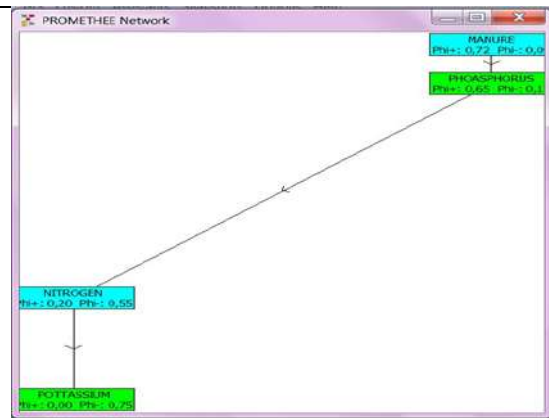 PROMETHEE Network
MANURE
Phi+: 0,72 Phi-: 0,0
PHOASPHORUS
Phi+: 0,65 Phi-: 0,1
NITROGEN
Phi+: 0,20 Phi-: 0,55
POTTASSIUM
Phi+: 0,00 Phi-: 0,75